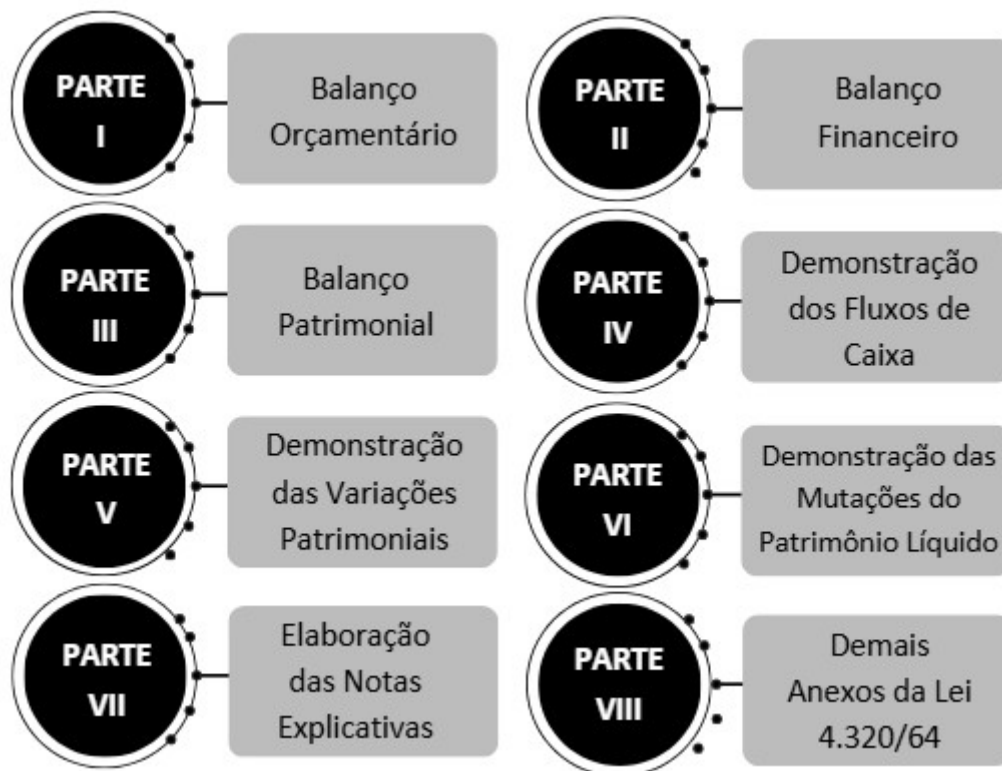 PARTE
I
Balanço
Orçamentário
PARTE
II
Balanço
Financeiro
PARTE
III
Balanço
Patrimonial
PARTE
IV
Demonstração
dos Fluxos de
Caixa
PARTE
V
Demonstração
das Variações
Patrimoniais
PARTE
VI
Demonstração das
Mutações do
Patrimônio Líquido
PARTE
VII
Elaboração
das Notas
Explicativas
PARTE
VIII
Demais
Anexos da Lei
4.320/64